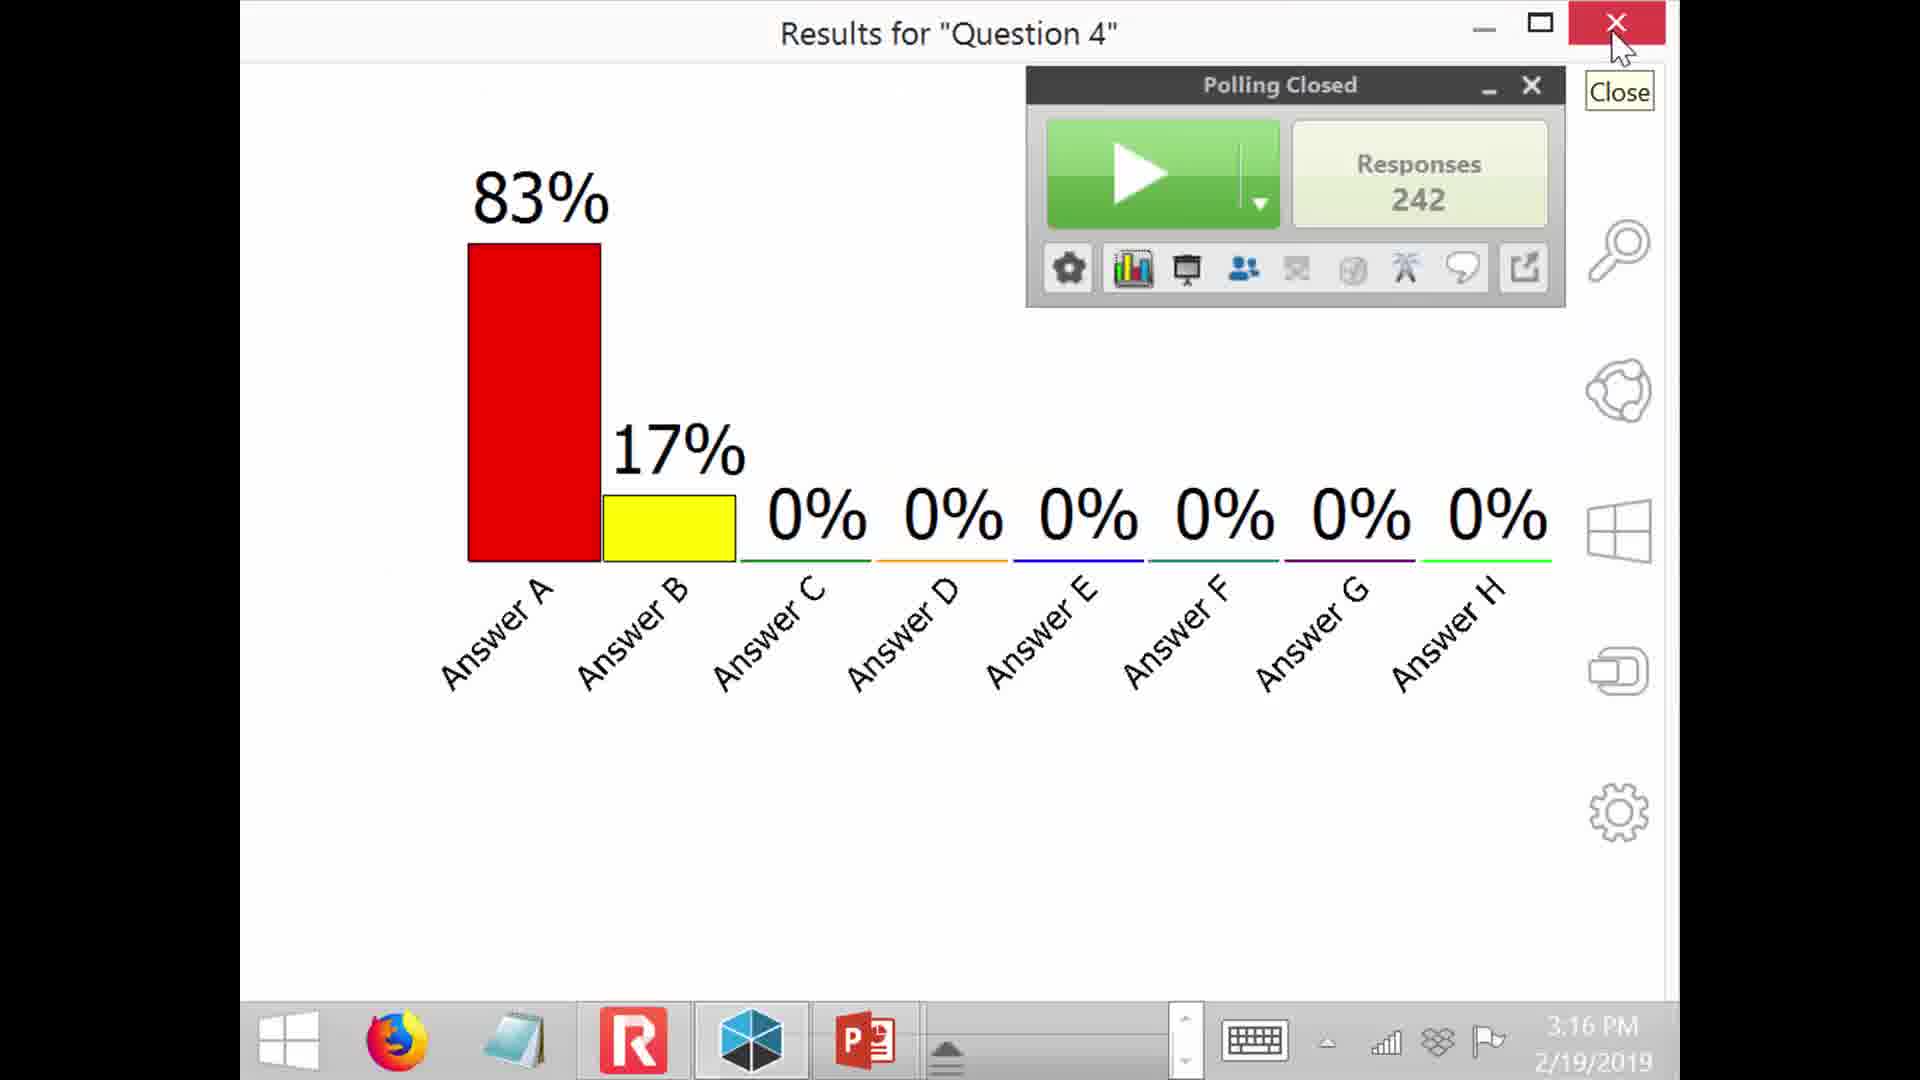 Results for "Question 4"
Polling Closed
Close
Responses
242
83%
17%
0%
0%
0%
0%
0%
0%
Answer A
Answer B
Answer C
Answer D
Answer E
Answer F
Answer G
Answer H
R
P
3:16 PM
2/19/2019